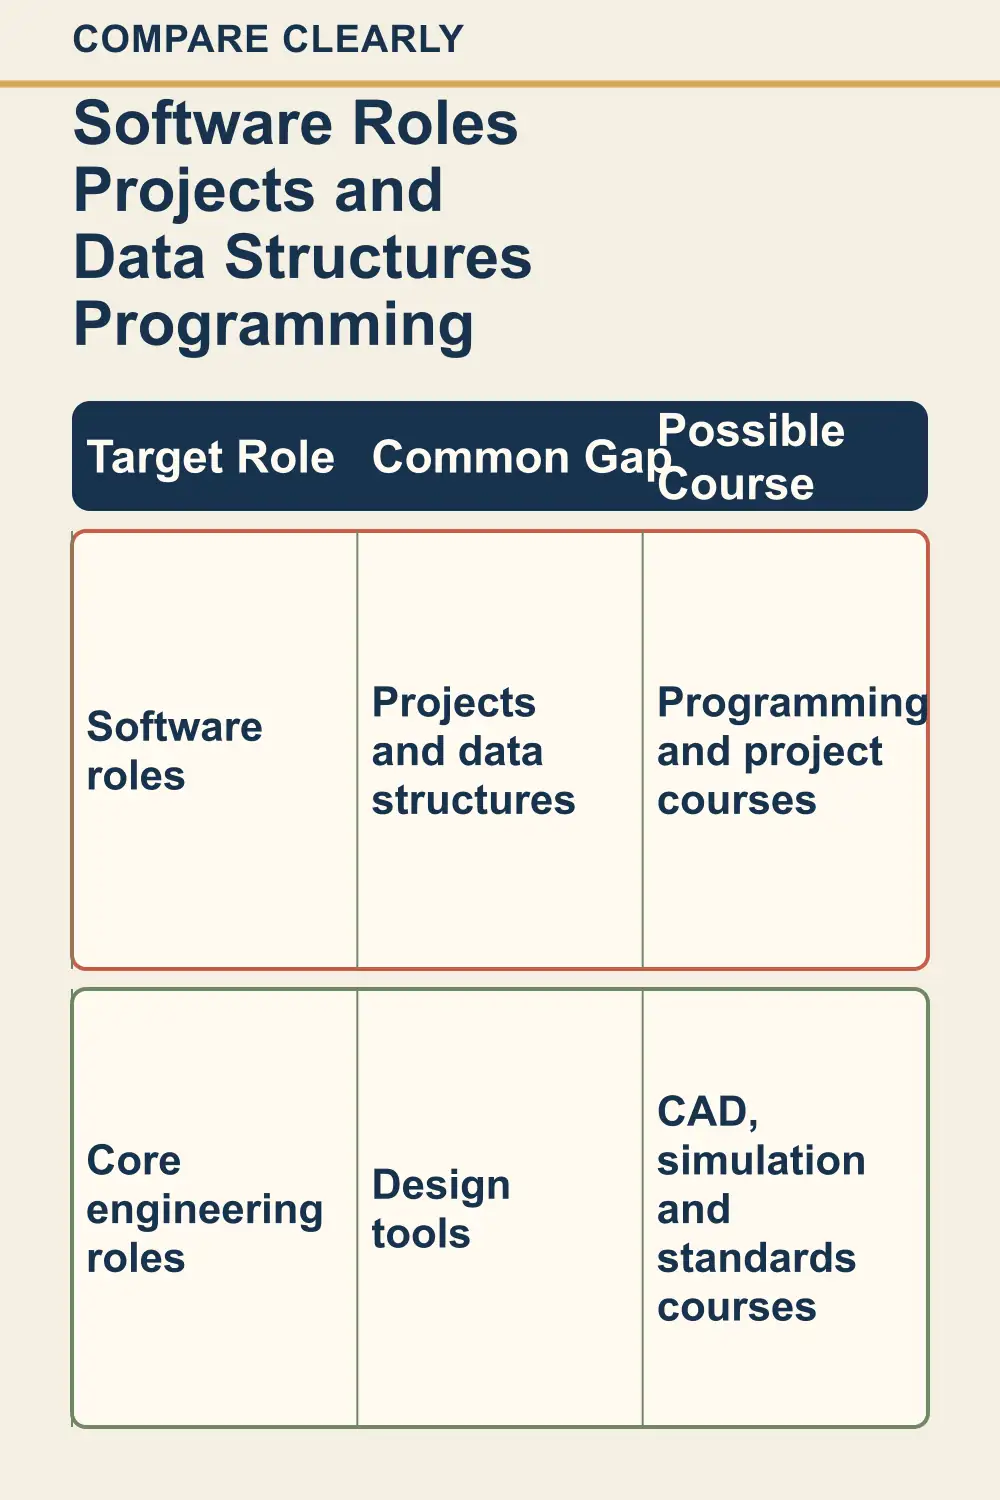 COMPARE CLEARLY
Software Roles
Projects and
Data Structures
Programming
Target Role
Common Gap
Possible
Course
Software
roles
Projects
and data
structures
Programming
and project
courses
Core
engineering
roles
Design
tools
CAD,
simulation
and
standards
courses